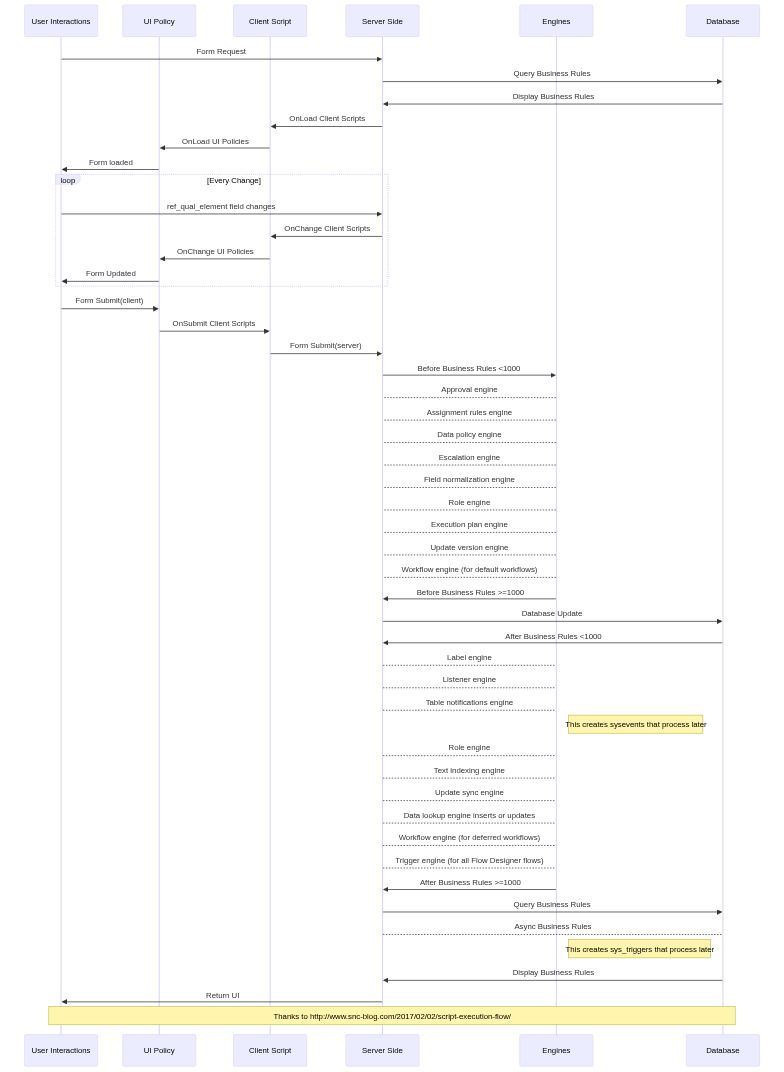 User Interactions
UI Policy
Client Script
Server Side
Engines
Database
Form Request
Query Business Rules
Display Business Rules
OnLoad Client Scripts
OnLoad UI Policies
Form loaded
loop
[Every Change]
ref_qual_element field changes
OnChange Client Scripts
OnChange UI Policies
Form Updated
Form Submit(client)
OnSubmit Client Scripts
Form Submit(server)
Before Business Rules <1000
Approval engine
Assignment rules engine
Data policy engine
Escalation engine
Field normalization engine
Role engine
Execution plan engine
Update version engine
Workflow engine (for default workflows)
Before Business Rules >=1000
Database Update
After Business Rules <1000
Label engine
Listener engine
Table notifications engine
This creates sysevents that process later
Role engine
Text indexing engine
Update sync engine
Data lookup engine inserts or updates
Workflow engine (for deferred workflows)
Trigger engine (for all Flow Designer flows)
After Business Rules >=1000
Query Business Rules
Async Business Rules
This creates sys_triggers that process later
Display Business Rules
Return UI
Thanks to http://www.snc-blog.com/2017/02/02/script-execution-flow/
User Interactions
UI Policy
Client Script
Server Side
Engines
Database